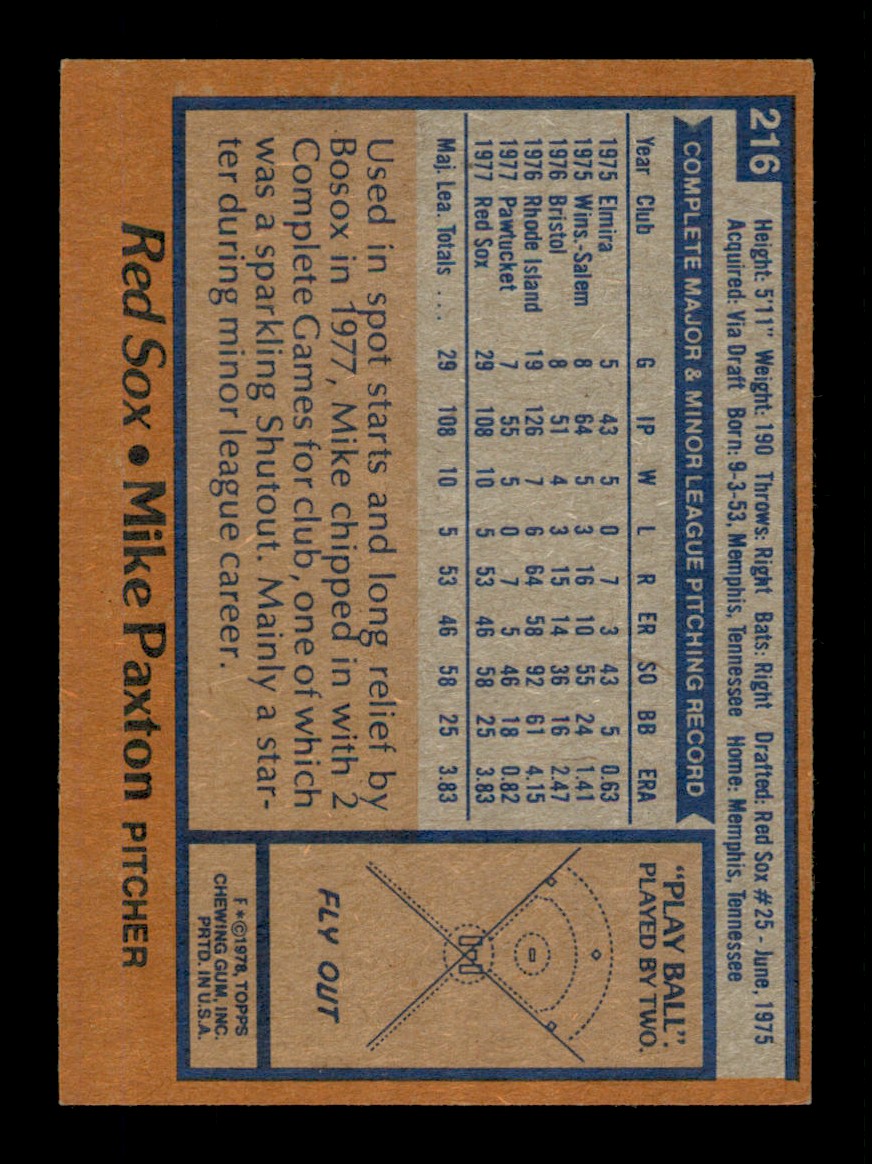 216
Height: 5'11" Weight: 190 Throws: Right Bats: Right Drafted: Red Sox #25 - June, 1975
Acquired: Via Draft Born: 9-3-53, Memphis, Tennessee Home: Memphis, Tennessee
COMPLETE MAJOR & MINOR LEAGUE PITCHING RECORD
Year Club G IP W L R ER SO BB ERA
1975 Elmira 5 43 5 0 7 3 43 5 0.63
1975 Wins.-Salem 8 64 5 3 16 10 55 24 1.41
1976 Bristol 8 51 4 3 15 14 36 16 2.47
1976 Rhode Island 19 126 7 6 64 58 92 61 4.15
1977 Pawtucket 7 55 5 0 7 5 46 18 0.82
1977 Red Sox 29 108 10 5 53 46 58 25 3.83
Maj. Lea. Totals ... 29 108 10 5 53 46 58 25 3.83
Used in spot starts and long relief by
Bosox in 1977, Mike chipped in with 2
Complete Games for club, one of which
was a sparkling Shutout. Mainly a star-
ter during minor league career.
"PLAY BALL".
PLAYED BY TWO.
FLY OUT
F*©1978, TOPPS
CHEWING GUM, INC.
PRTD. IN U.S.A.
Red Sox • Mike Paxton PITCHER